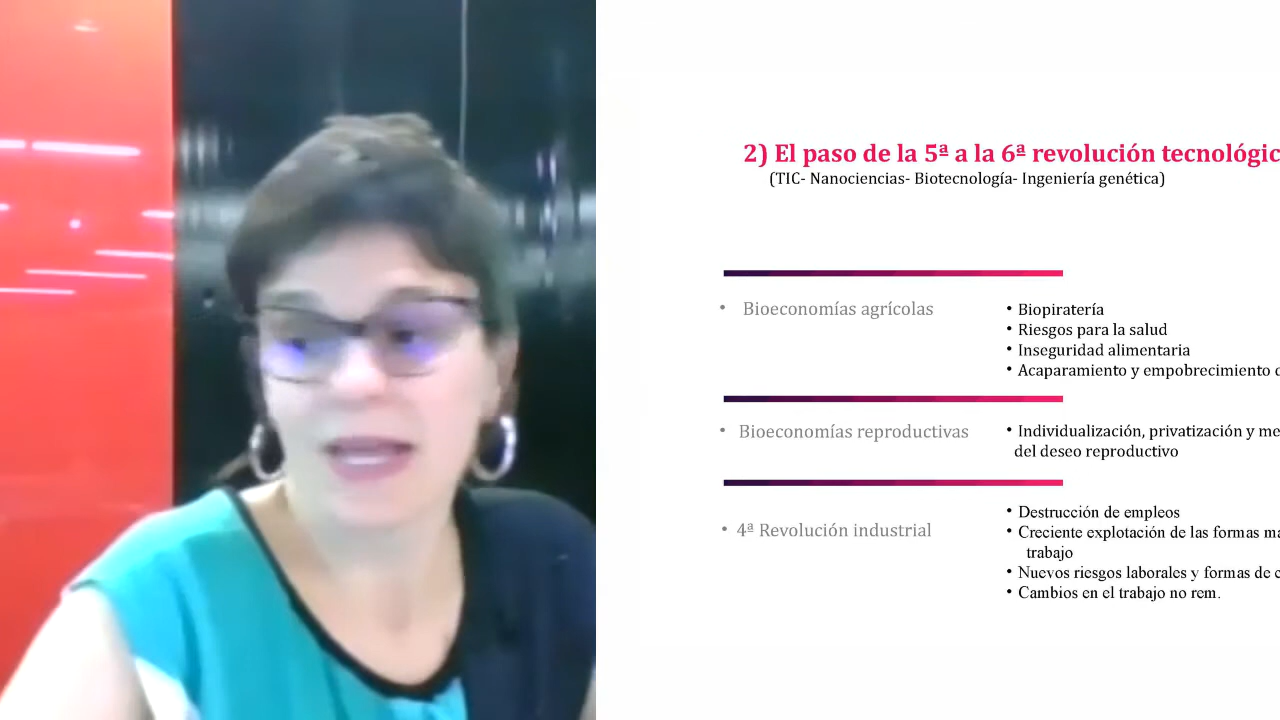 2) El paso de la 5ª a la 6ª revolución
(TIC- Nanociencias- Biotecnología- Ingeniería genética)
• Bioeconomías agrícolas
• Biopiratería
• Riesgos para la salud
• Inseguridad alimentaria
• Acaparamiento y empobrecimiento
• Bioeconomías reproductivas
• Individualización, privatización y
del deseo reproductivo
• 4ª Revolución industrial
• Destrucción de empleos
• Creciente explotación de las formas
trabajo
• Nuevos riesgos laborales y formas de
• Cambios en el trabajo no rem.